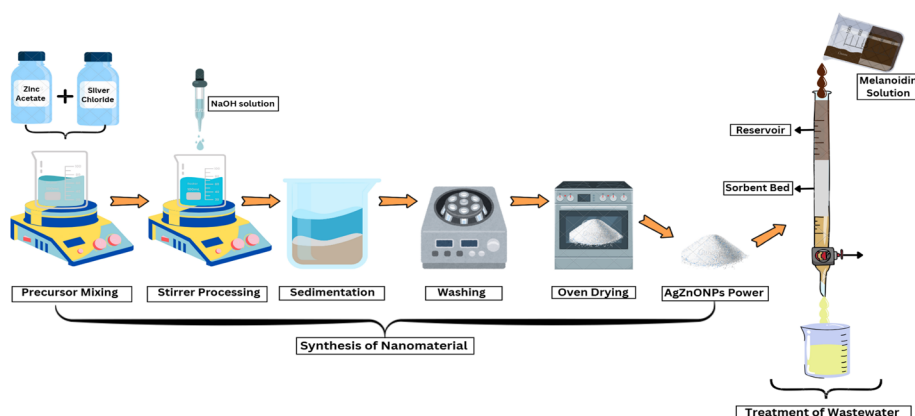 Zinc
Acetate
+
Silver
Chloride
NaOH solution
Melanoidin
Solution
Reservoir
Sorbent Bed
Precursor Mixing
Stirrer Processing
Sedimentation
Washing
Oven Drying
AgZnONPs Power
Synthesis of Nanomaterial
Treatment of Wastewater